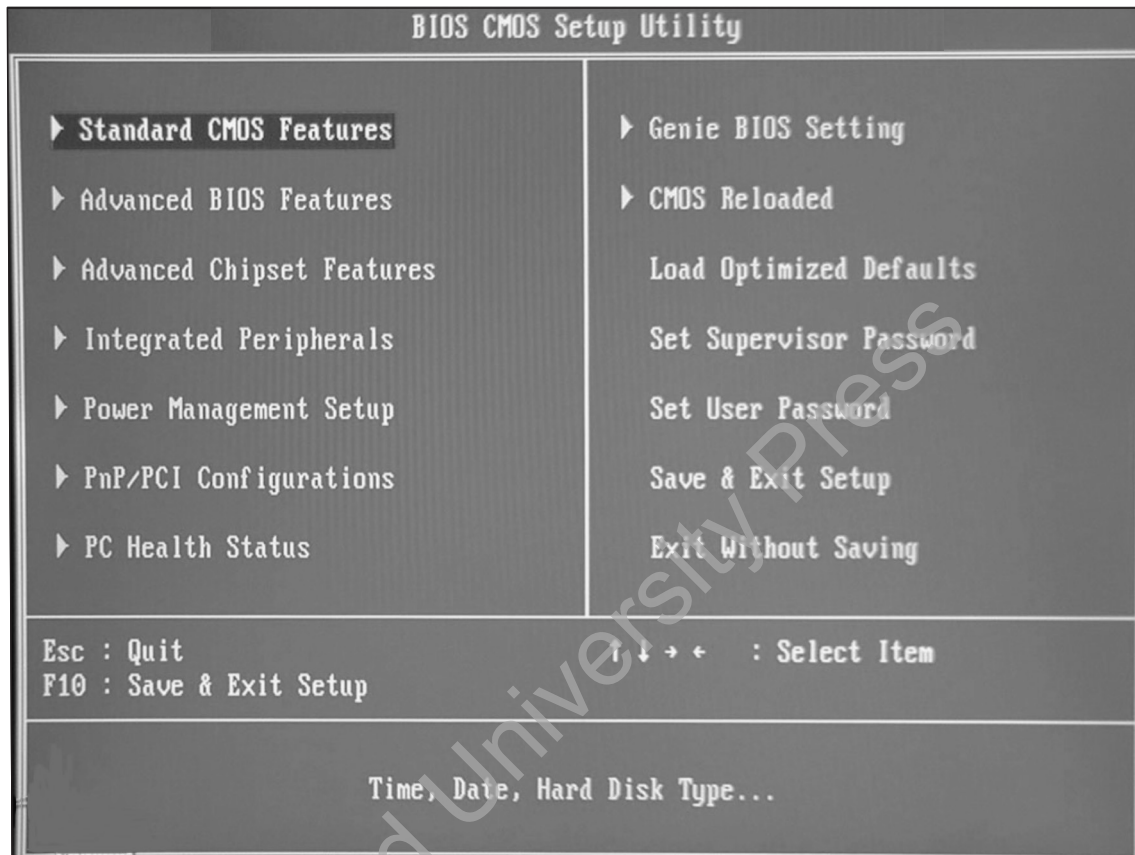 BIOS CMOS Setup Utility
Standard CMOS Features
Advanced BIOS Features
Advanced Chipset Features
Integrated Peripherals
Power Management Setup
PnP/PCI Configurations
PC Health Status
Genie BIOS Setting
CMOS Reloaded
Load Optimized Defaults
Set Supervisor Password
Set User Password
Save & Exit Setup
Exit Without Saving
Esc : Quit
F10 : Save & Exit Setup
↑ ↓ → ← : Select Item
Time, Date, Hard Disk Type...
University Press